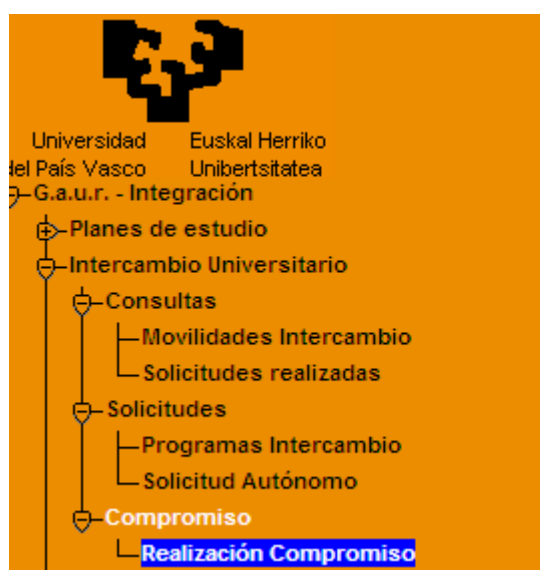 Universidad Euskal Herriko
del País Vasco Unibertsitatea
G.a.u.r. - Integración
Planes de estudio
Intercambio Universitario
Consultas
Movilidades Intercambio
Solicitudes realizadas
Solicitudes
Programas Intercambio
Solicitud Autónomo
Compromiso
Realización Compromiso